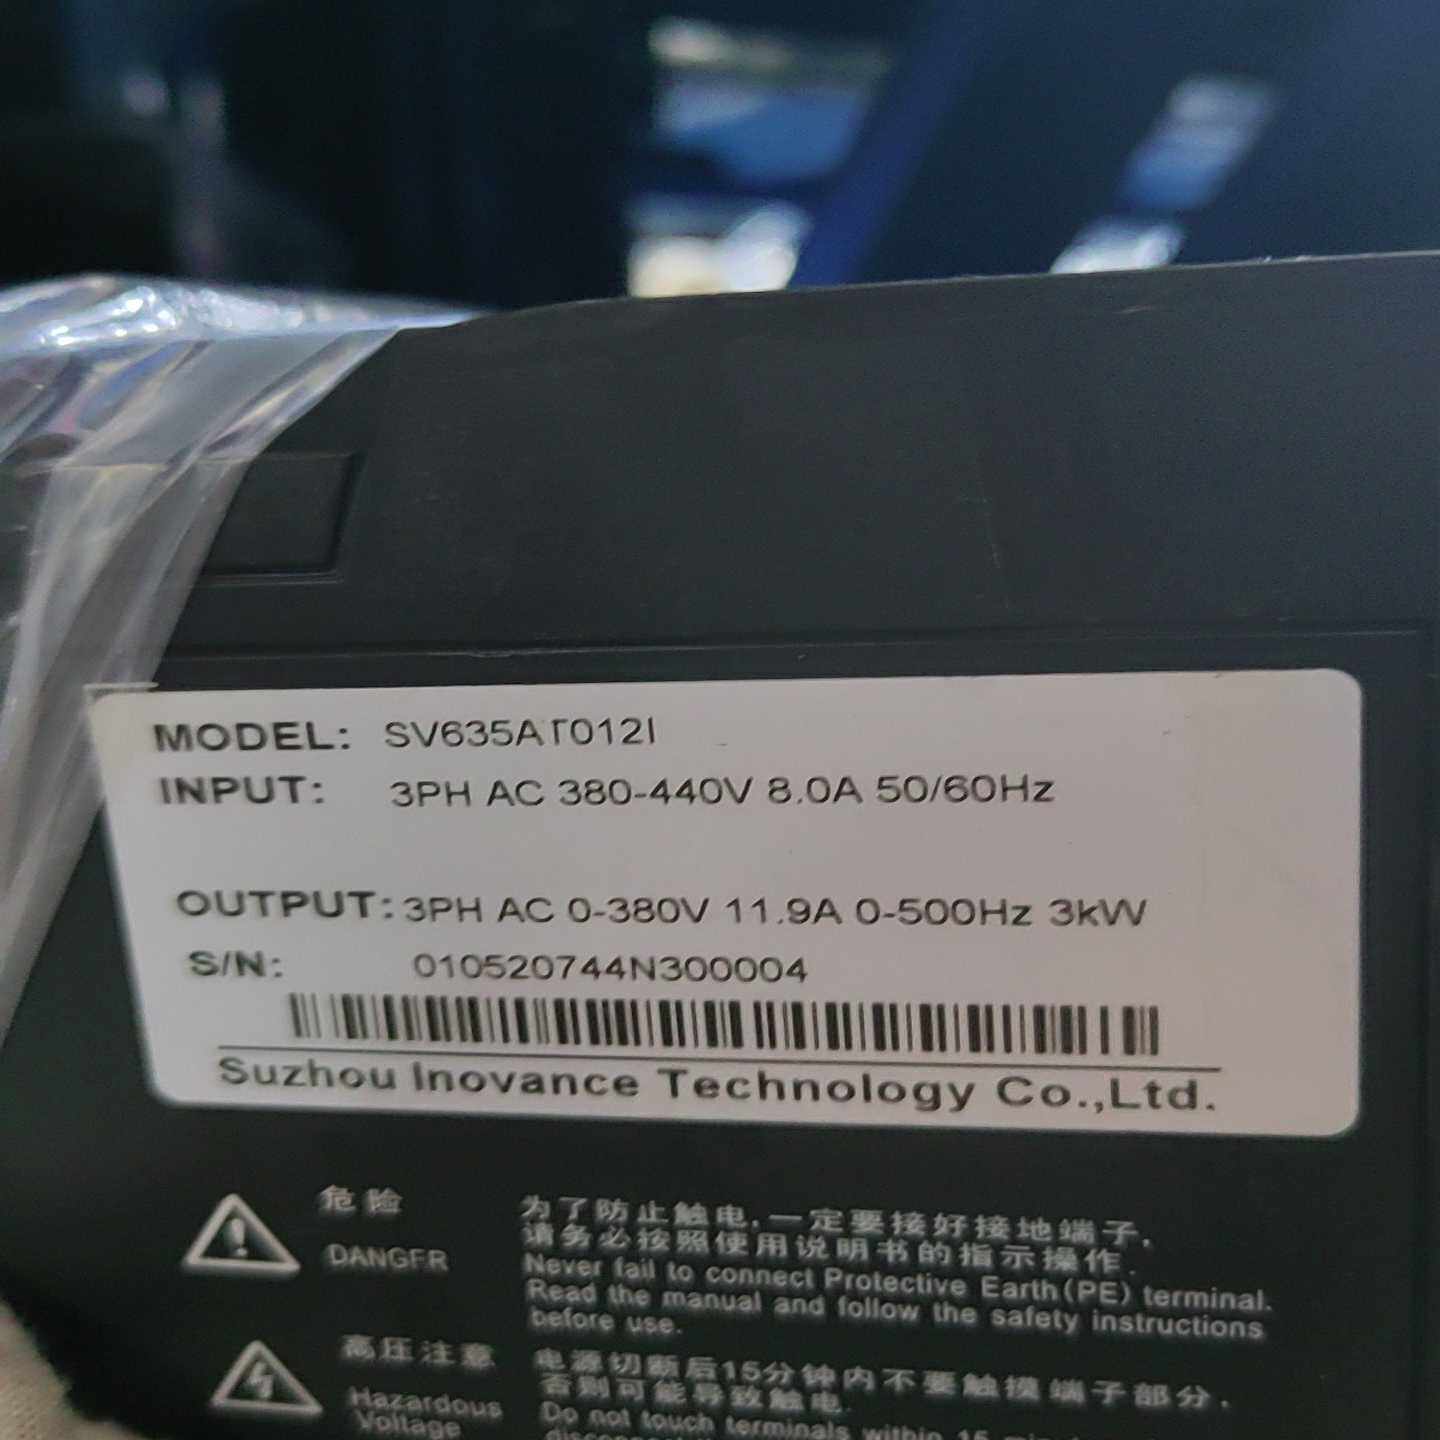 MODEL: SV635AT012I
INPUT: 3PH AC 380-440V 8.0A 50/60Hz
OUTPUT: 3PH AC 0-380V 11.9A 0-500Hz 3kW
S/N: 010520744N300004
Suzhou Inovance Technology Co.,Ltd.
危险
DANGER
为了防止触电,一定要接好接地端子,
请务必按照使用说明书的指示操作.
Never fail to connect Protective Earth(PE) terminal.
Read the manual and follow the safety instructions
before use.
高压注意
Hazardous
Voltage
电源切断后15分钟内不要触摸端子部分,
否则可能导致触电.
Do not touch terminals within 15